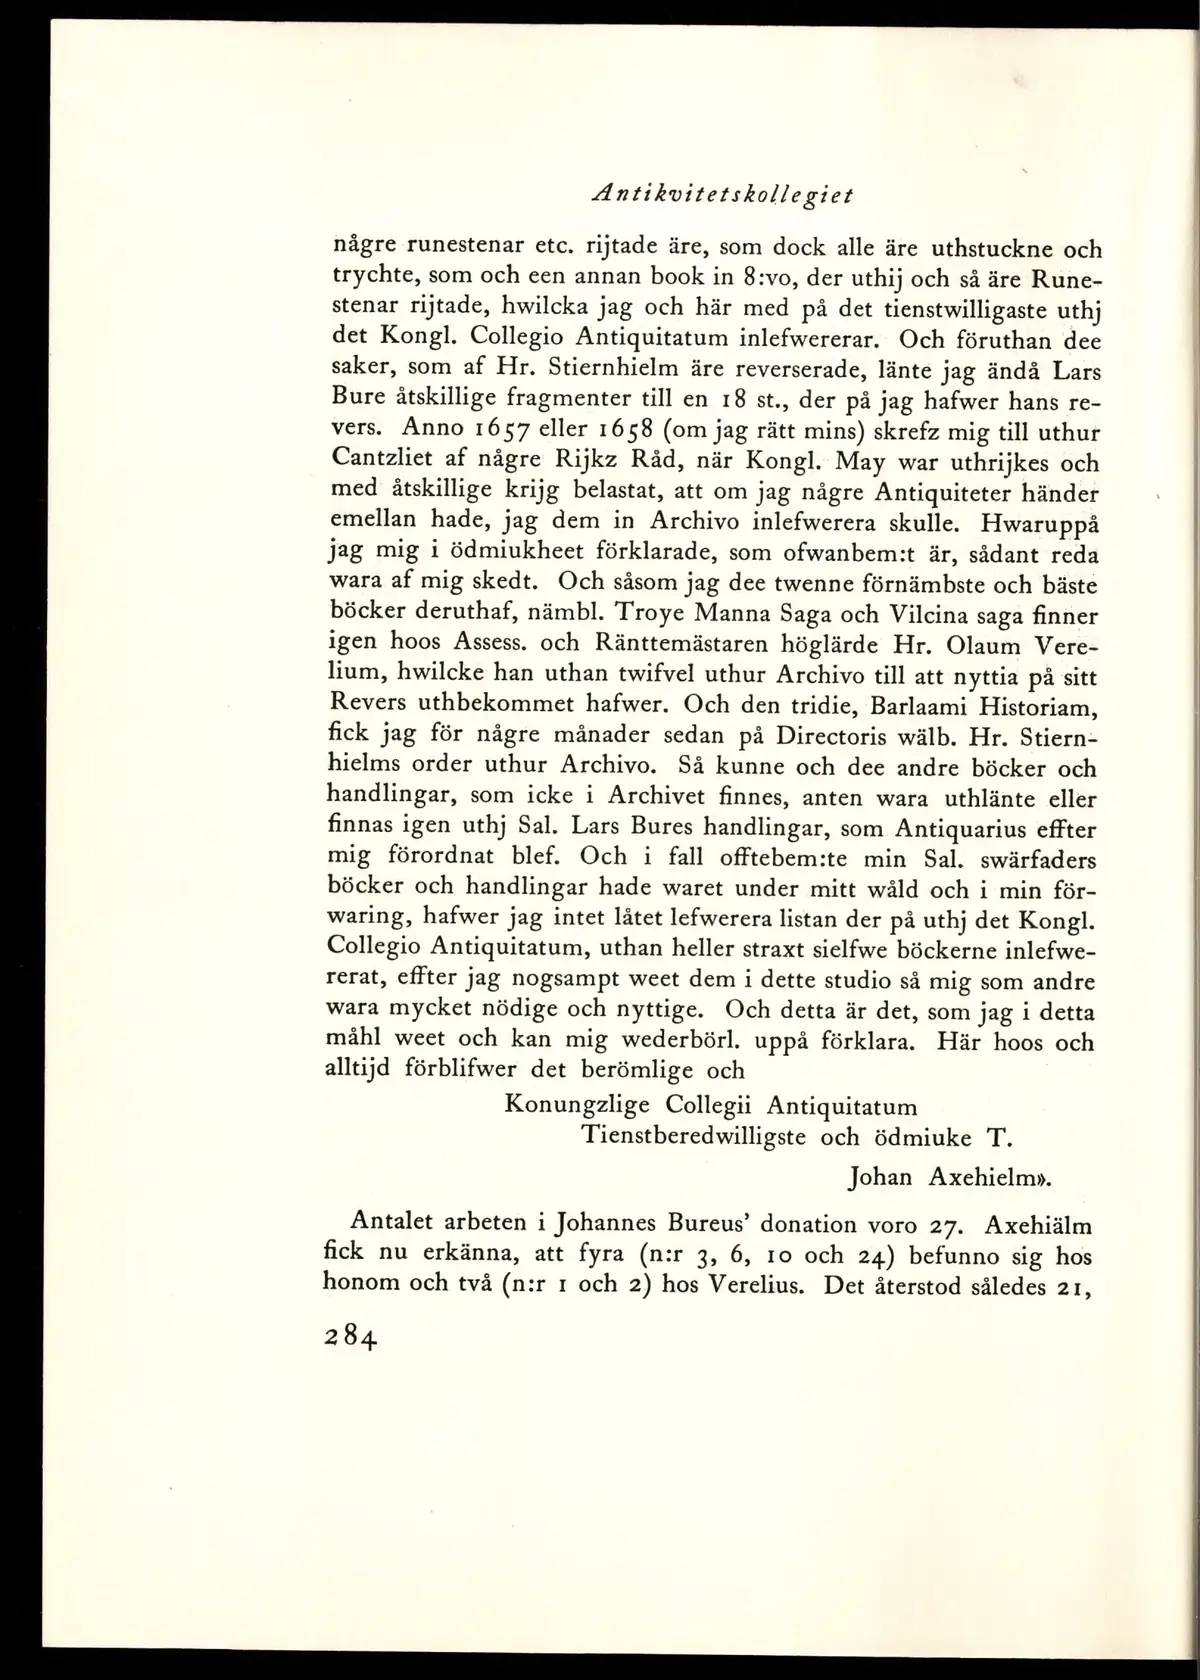 Antikvitetskollegiet
någre runestenar etc. rijtade äre, som dock alle äre uthstuckne och
trychte, som och een annan book in 8:vo, der uthij och så äre Rune-
stenar rijtade, hwilcka jag och här med på det tienstwilligaste uthj
det Kongl. Collegio Antiquitatum inlefwererar. Och föruthan dee
saker, som af Hr. Stiernhielm äre reverserade, länte jag ändå Lars
Bure åtskillige fragmenter till en 18 st., der på jag hafwer hans re-
vers. Anno 1657 eller 1658 (om jag rätt mins) skrefz mig till uthur
Cantzliet af någre Rijkz Råd, när Kongl. May war uthrijkes och
med åtskillige krijg belastat, att om jag någre Antiquiteter händer
emellan hade, jag dem in Archivo inlefwerera skulle. Hwaruppå
jag mig i ödmiukheet förklarade, som ofwanbem:t är, sådant reda
wara af mig skedt. Och såsom jag dee twenne förnämbste och bäste
böcker deruthaf, nämbl. Troye Manna Saga och Vilcina saga finner
igen hoos Assess. och Ränttemästaren höglärde Hr. Olaum Vere-
lium, hwilcke han uthan twifvel uthur Archivo till att nyttia på sitt
Revers uthbekommet hafwer. Och den tridie, Barlaami Historiam,
fick jag för någre månader sedan på Directoris wälb. Hr. Stiern-
hielms order uthur Archivo. Så kunne och dee andre böcker och
handlingar, som icke i Archivet finnes, anten wara uthlänte eller
finnas igen uthj Sal. Lars Bures handlingar, som Antiquarius effter
mig förordnat blef. Och i fall offtebem:te min Sal. swärfaders
böcker och handlingar hade waret under mitt wåld och i min för-
waring, hafwer jag intet låtet lefwerera listan der på uthj det Kongl.
Collegio Antiquitatum, uthan heller straxt sielfwe böckerne inlefwe-
rerat, effter jag nogsampt weet dem i dette studio så mig som andre
wara mycket nödige och nyttige. Och detta är det, som jag i detta
måhl weet och kan mig wederbörl. uppå förklara. Här hoos och
alltijd förblifwer det berömlige och
Konungzlige Collegii Antiquitatum
Tienstberedwilligste och ödmiuke T.
Johan Axehielm».
Antalet arbeten i Johannes Bureus’ donation voro 27. Axehiälm
fick nu erkänna, att fyra (n:r 3, 6, 10 och 24) befunno sig hos
honom och två (n:r 1 och 2) hos Verelius. Det återstod således 21,
284